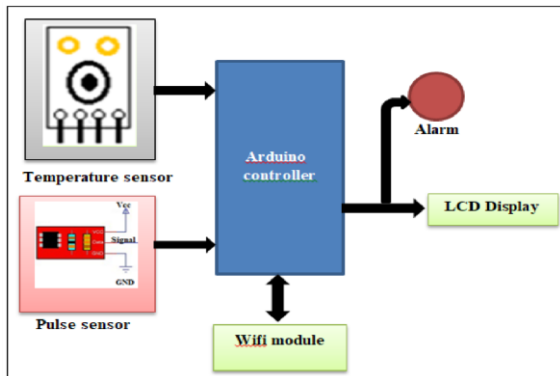 Temperature sensor
Vcc
Signal
GND
Pulse sensor
Arduino
controller
Alarm
LCD Display
Wifi module